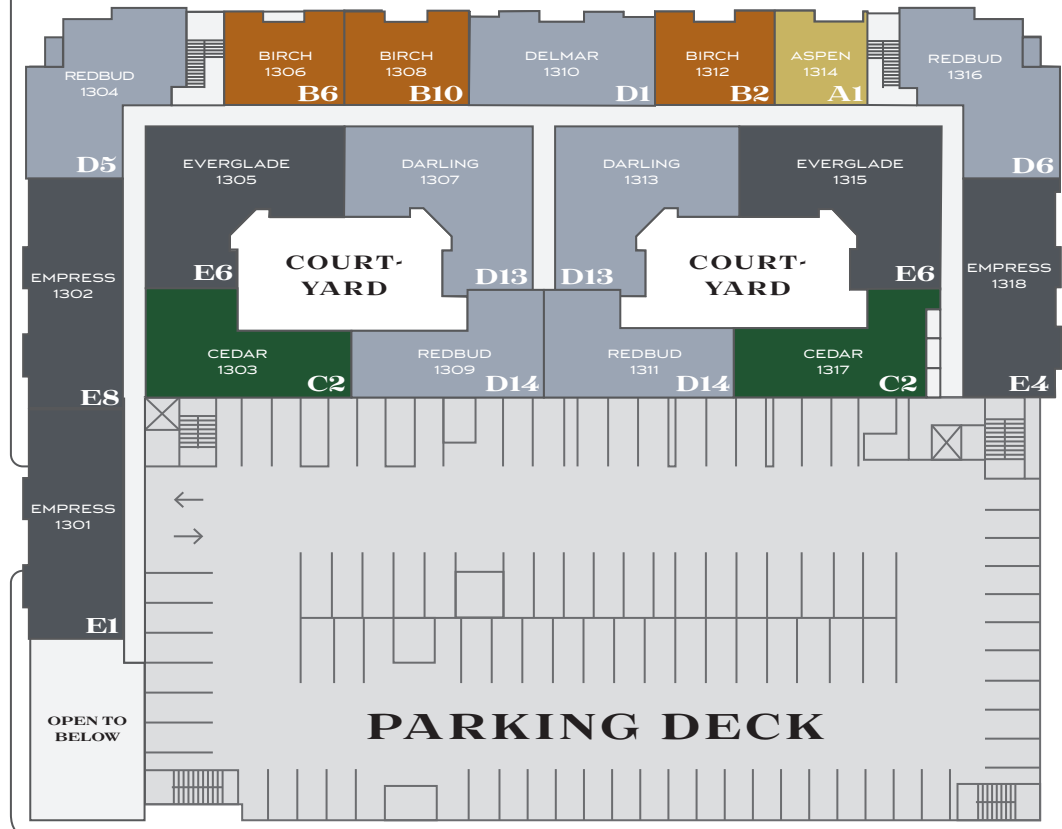 REDBUD
1304
D5
BIRCH
1306
B6
BIRCH
1308
B10
DELMAR
1310
D1
BIRCH
1312
B2
ASPEN
1314
A1
REDBUD
1316
D6
EVERGLADE
1305
E6
DARLING
1307
D13
DARLING
1313
D13
EVERGLADE
1315
E6
EMPRESS
1302
E8
COURT-
YARD
COURT-
YARD
EMPRESS
1318
E4
CEDAR
1303
C2
REDBUD
1309
D14
REDBUD
1311
D14
CEDAR
1317
C2
EMPRESS
1301
E1
OPEN TO
BELOW
PARKING DECK